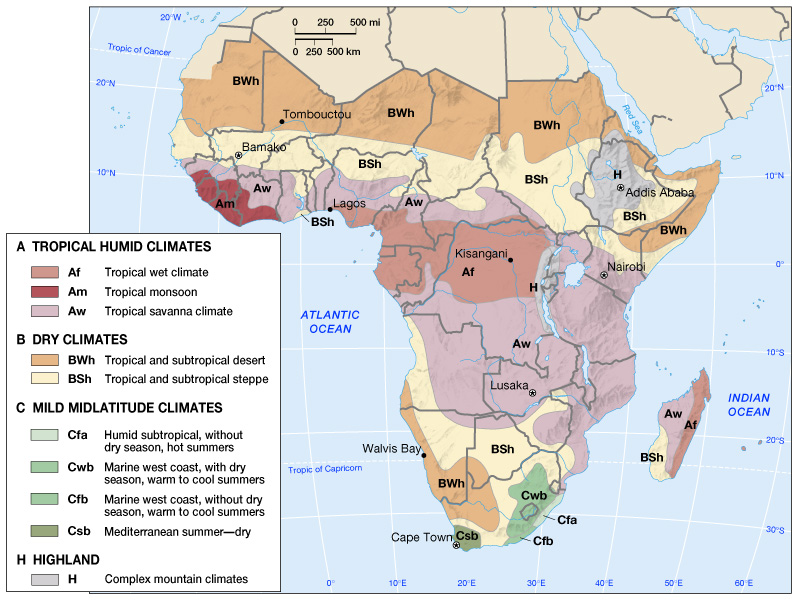 20°W
0 250 500 mi
0 250 500 km
Tropic of Cancer
20°N
20°N
BWh
BWh
BWh
Tombouctou
Red Sea
Bamako
BSh
BSh
10°N
10°N
H
Addis Ababa
Aw
Am
Aw
Lagos
BSh
BSh
BWh
Kisangani
Af
Nairobi
0°
H
ATLANTIC
OCEAN
Aw
10°S
Lusaka
INDIAN
OCEAN
Aw
Af
20°S
Walvis Bay
BSh
BSh
Tropic of Capricorn
BWh
Cwb
Cfa
30°S
Cape Town
Csb
Cfb
0°
10°E
20°E
30°E
40°E
50°E
60°E
A TROPICAL HUMID CLIMATES
Af Tropical wet climate
Am Tropical monsoon
Aw Tropical savanna climate
B DRY CLIMATES
BWh Tropical and subtropical desert
BSh Tropical and subtropical steppe
C MILD MIDLATITUDE CLIMATES
Cfa Humid subtropical, without
dry season, hot summers
Cwb Marine west coast, with dry
season, warm to cool summers
Cfb Marine west coast, without dry
season, warm to cool summers
Csb Mediterranean summer—dry
H HIGHLAND
H Complex mountain climates